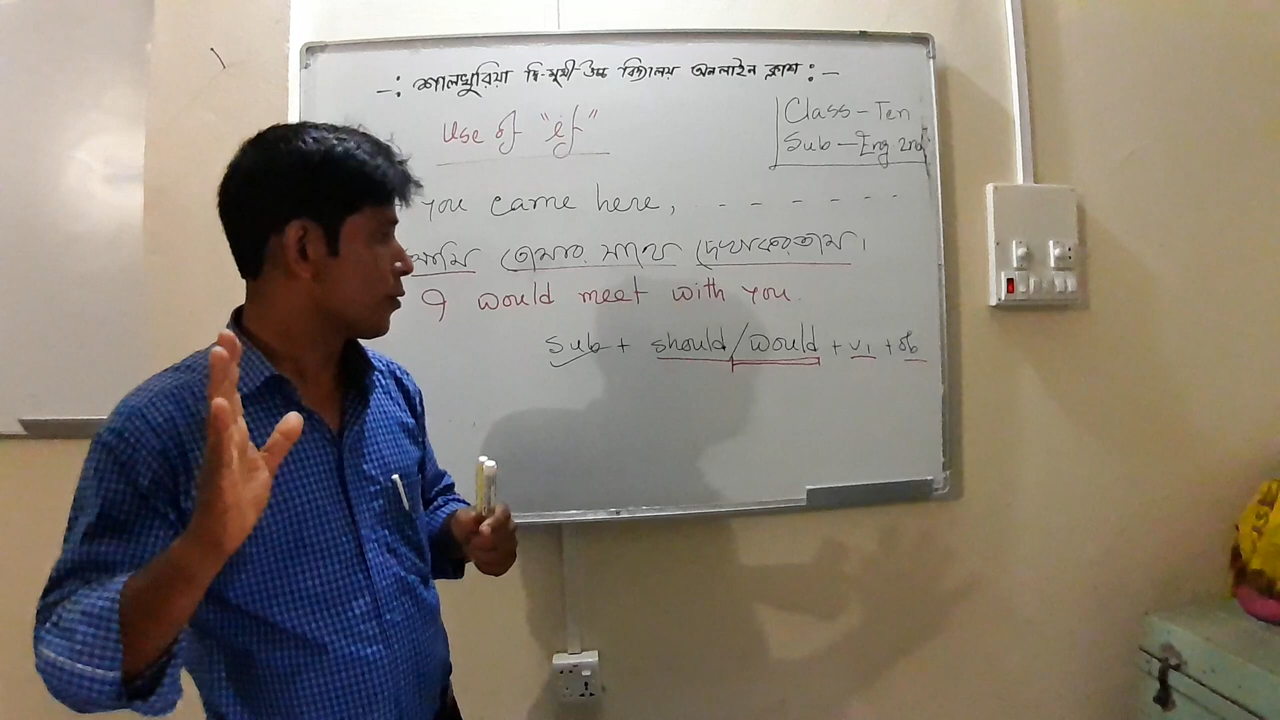 -: শালঘুরিয়া দ্বি-মূখী-উচ্চ বিদ্যালয় অনলাইন ক্লাশ :-
Use of "if"
Class-Ten
Sub-Eng 2nd
you came here, - - - - - - -
আমি তোমার সাথে দেখাকরতাম।
I would meet with you.
Sub + should/would + v1 + ob